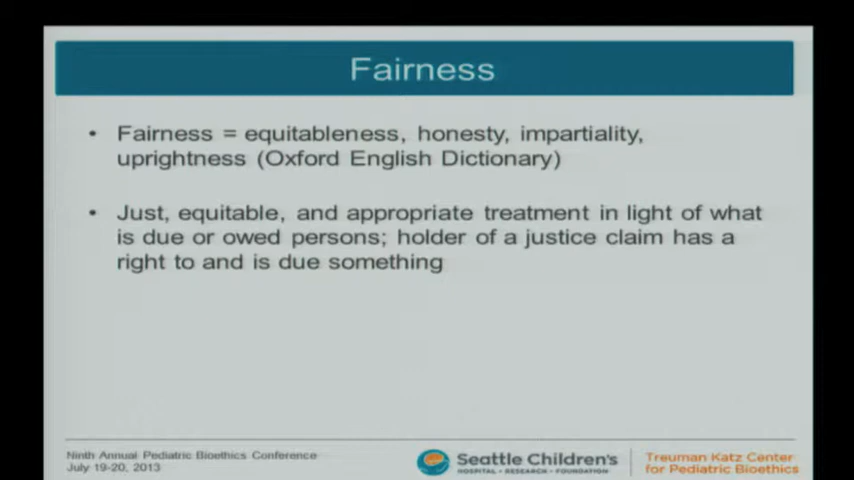 Fairness
• Fairness = equitableness, honesty, impartiality,
uprightness (Oxford English Dictionary)
• Just, equitable, and appropriate treatment in light of what
is due or owed persons; holder of a justice claim has a
right to and is due something
Ninth Annual Pediatric Bioethics Conference
July 19-20, 2013
Seattle Children's
HOSPITAL • RESEARCH • FOUNDATION
Treuman Katz Center
for Pediatric Bioethics